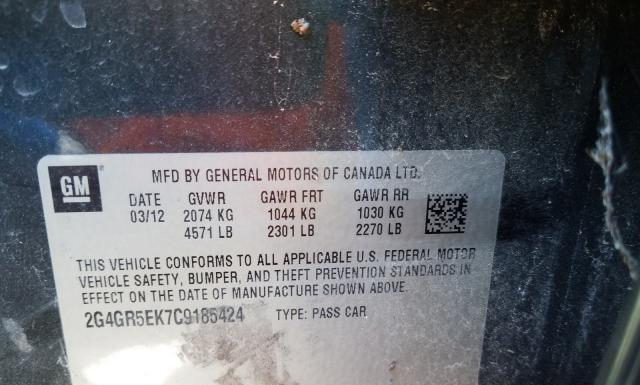 GM
MFD BY GENERAL MOTORS OF CANADA LTD.
DATE GVWR GAWR FRT GAWR RR
03/12 2074 KG 1044 KG 1030 KG
4571 LB 2301 LB 2270 LB
THIS VEHICLE CONFORMS TO ALL APPLICABLE U.S. FEDERAL MOTOR
VEHICLE SAFETY, BUMPER, AND THEFT PREVENTION STANDARDS IN
EFFECT ON THE DATE OF MANUFACTURE SHOWN ABOVE.
2G4GR5EK7C9185424 TYPE: PASS CAR